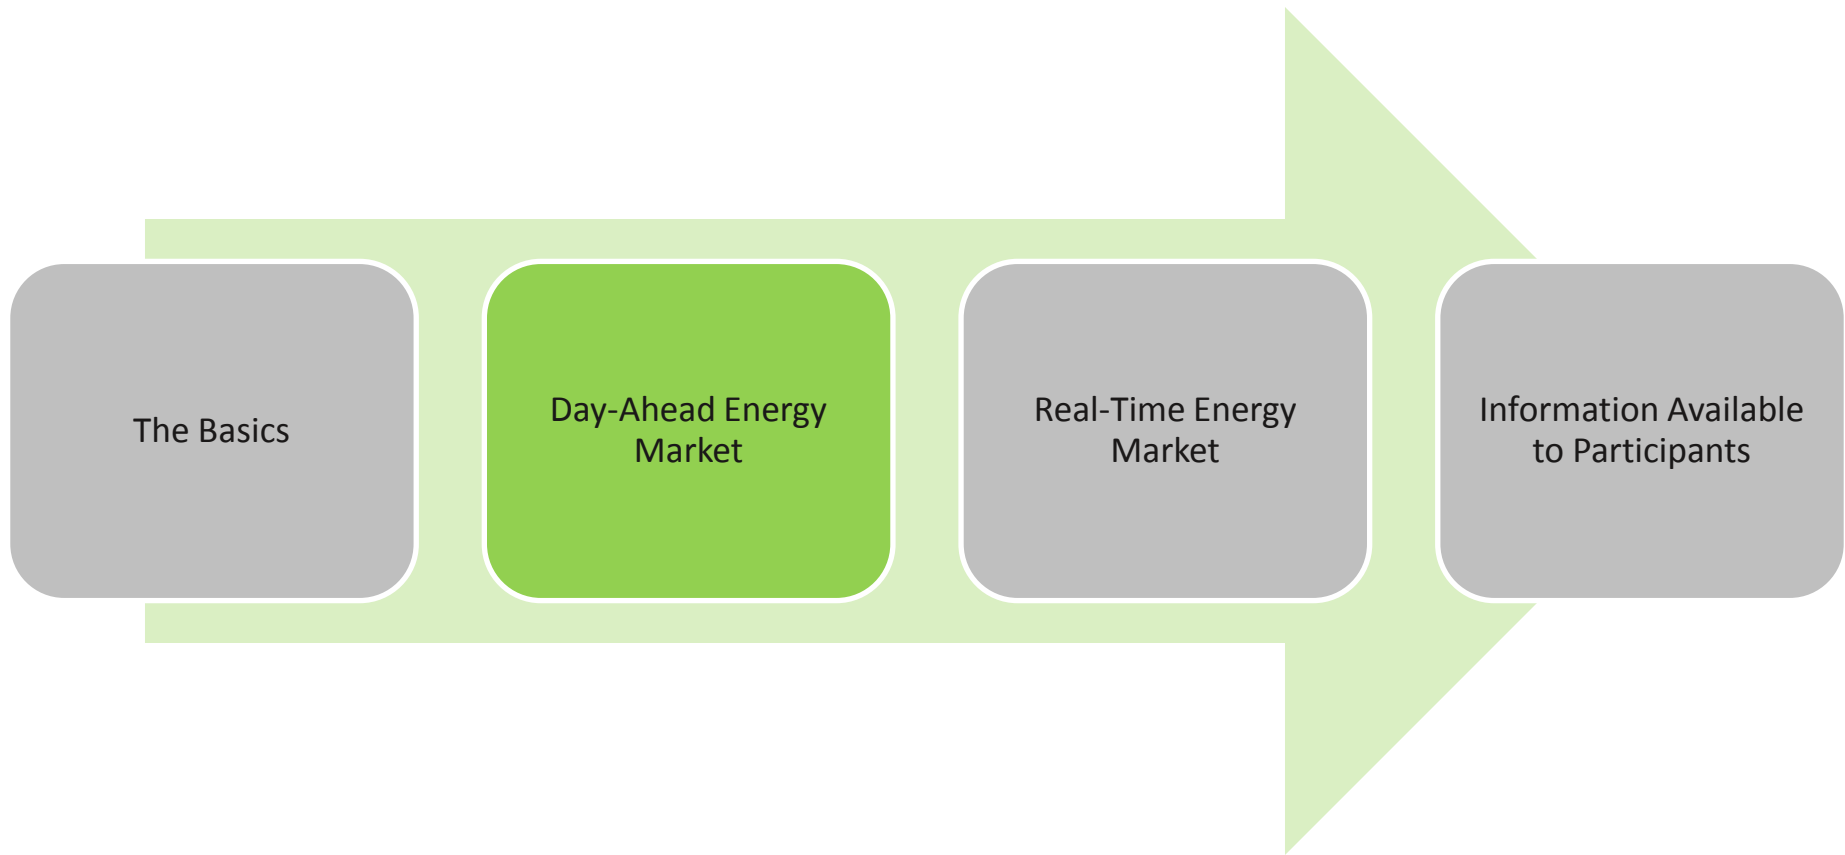 The Basics
Day-Ahead Energy
Market
Real-Time Energy
Market
Information Available
to Participants